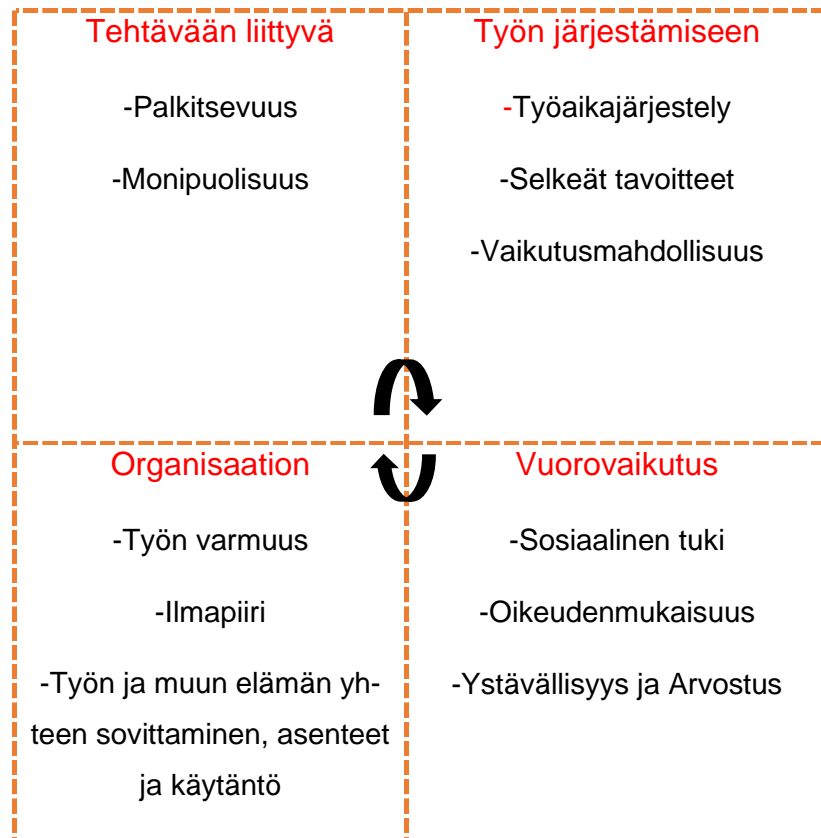 Tehtävään liittyvä
-Palkitsevuus
-Monipuolisuus
Työn järjestämiseen
-Työaikajärjestely
-Selkeät tavoitteet
-Vaikutusmahdollisuus
Organisaation
-Työn varmuus
-Ilmapiiri
-Työn ja muun elämän yh-
teen sovittaminen, asenteet
ja käytäntö
Vuorovaikutus
-Sosiaalinen tuki
-Oikeudenmukaisuus
-Ystävällisyys ja Arvostus